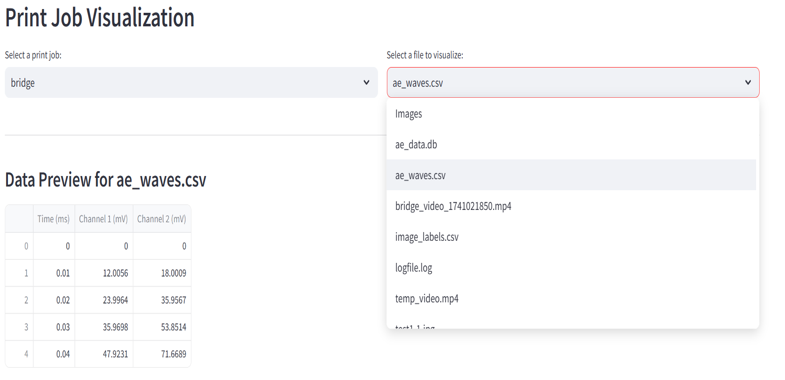 Print Job Visualization
Select a print job:
Select a file to visualize:
bridge
ae_waves.csv
Images
ae_data.db
ae_waves.csv
bridge_video_1741021850.mp4
image_labels.csv
logfile.log
temp_video.mp4
Data Preview for ae_waves.csv
Time (ms) Channel 1 (mV) Channel 2 (mV)
0 0 0 0
1 0.01 12.0056 18.0009
2 0.02 23.9964 35.9567
3 0.03 35.9698 53.8514
4 0.04 47.9231 71.6689